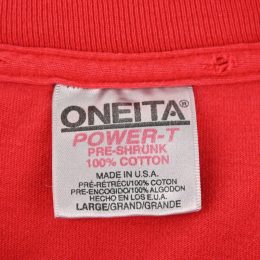 ONEITA®
POWER-T
PRE-SHRUNK
100% COTTON
MADE IN U.S.A.
PRÉ-RÉTRÉCI/100% COTON
PRE-ENCOGIDO/100% ALGODON
HECHO EN LOS E.U.A.
LARGE/GRAND/GRANDE